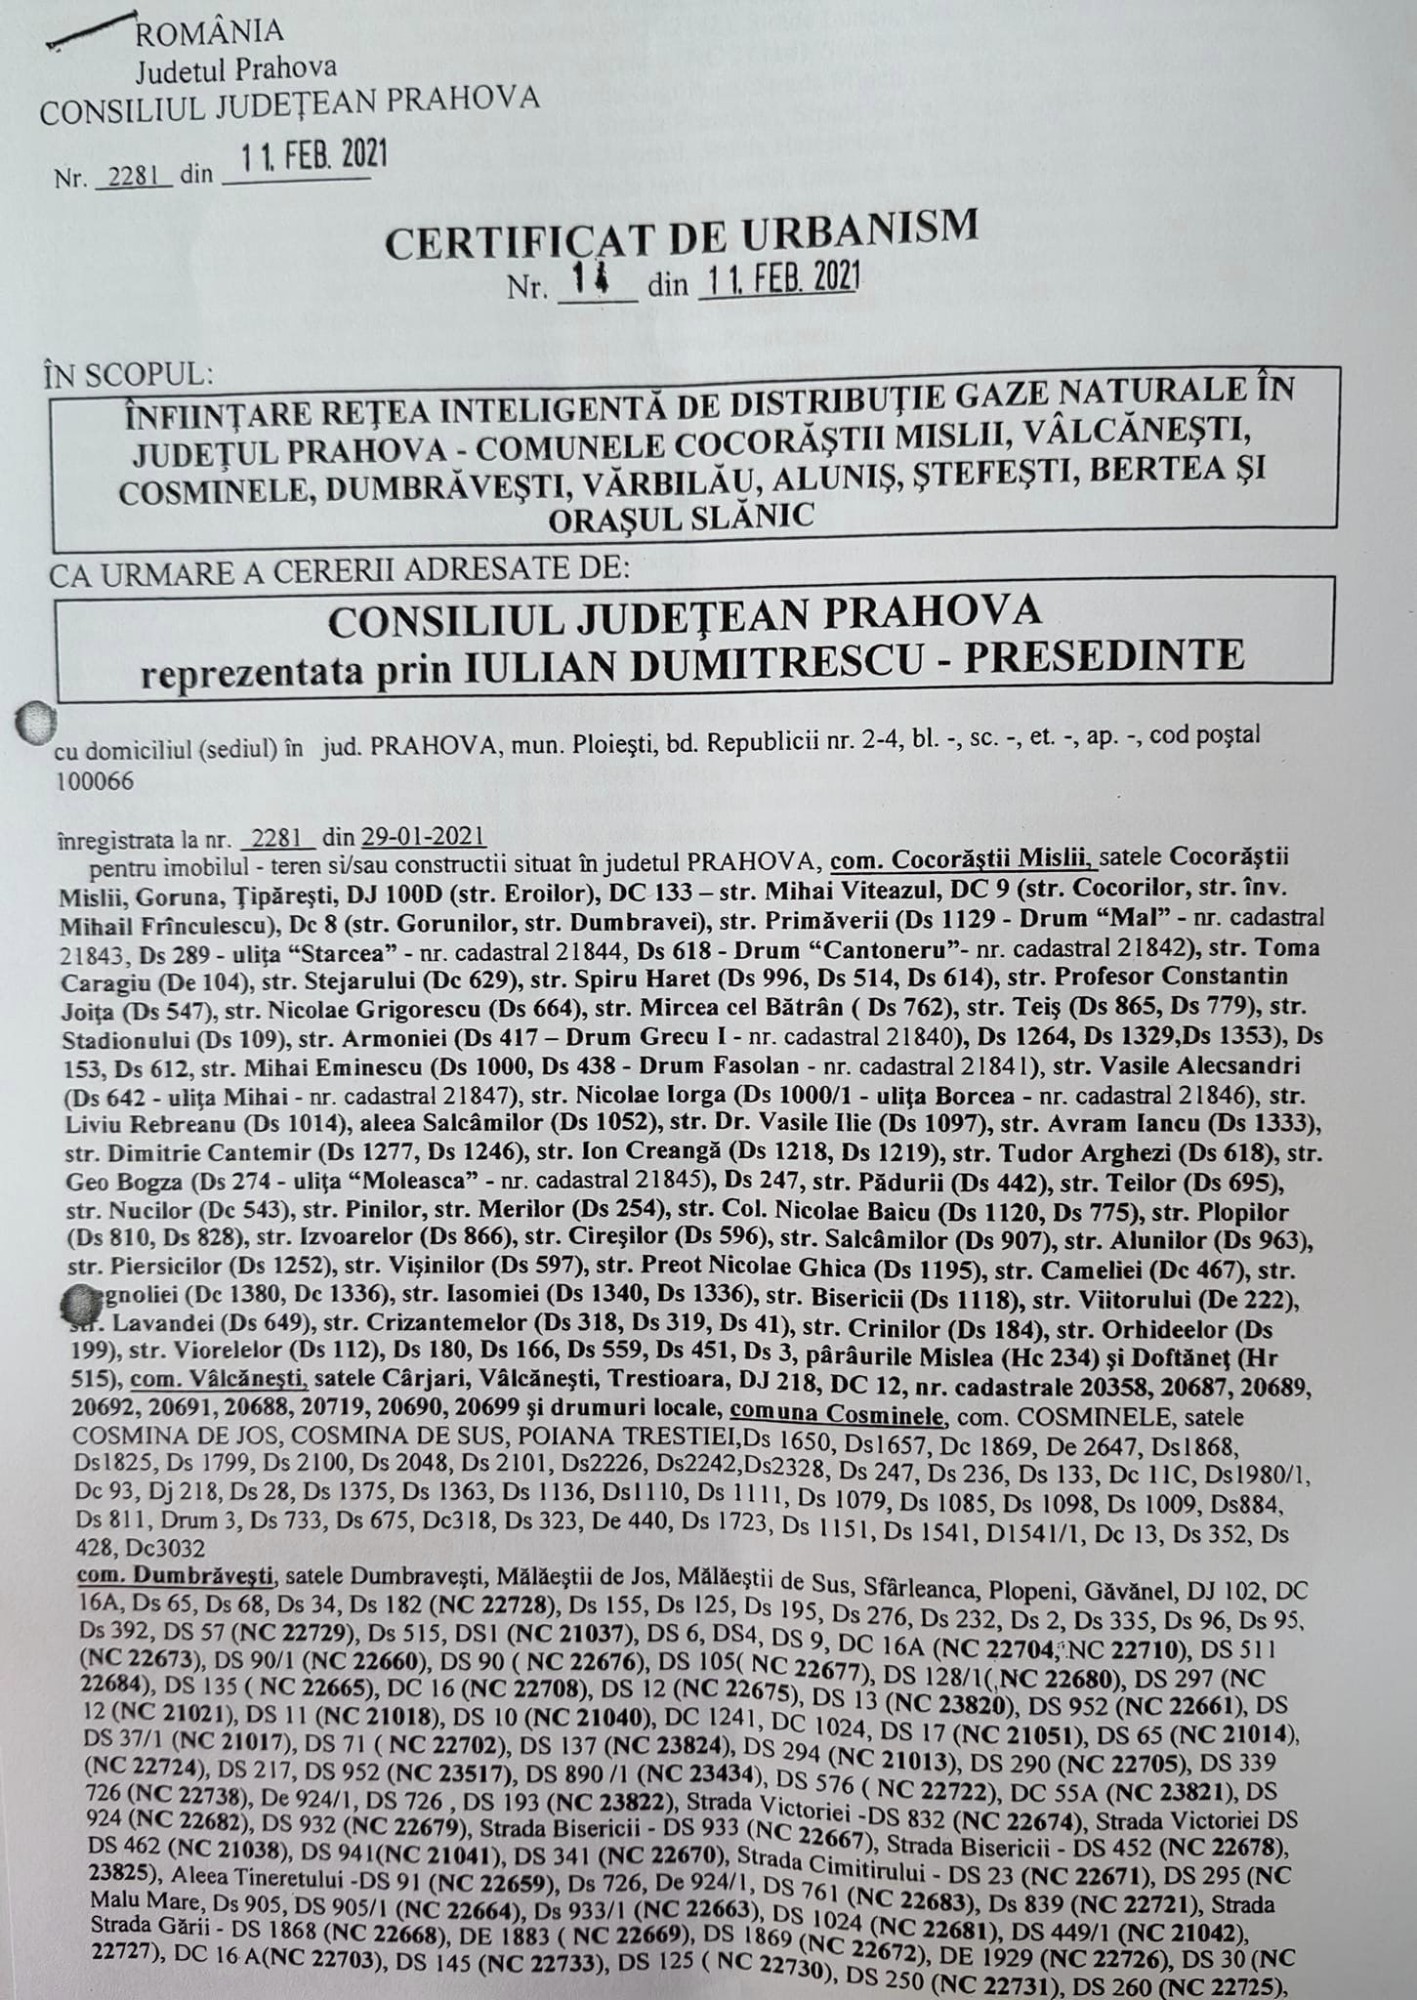 ROMÂNIA
Judetul Prahova
CONSILIUL JUDEŢEAN PRAHOVA
Nr. 2281 din 11. FEB. 2021
CERTIFICAT DE URBANISM
Nr. 14 din 11. FEB. 2021
ÎN SCOPUL:
ÎNFIINŢARE REŢEA INTELIGENTĂ DE DISTRIBUŢIE GAZE NATURALE ÎN
JUDEŢUL PRAHOVA - COMUNELE COCORĂŞTII MISLII, VÂLCĂNEŞTI,
COSMINELE, DUMBRĂVEŞTI, VĂRBILĂU, ALUNIŞ, ŞTEFEŞTI, BERTEA ŞI
ORAŞUL SLĂNIC
CA URMARE A CERERII ADRESATE DE:
CONSILIUL JUDEŢEAN PRAHOVA
reprezentata prin IULIAN DUMITRESCU - PRESEDINTE
cu domiciliul (sediul) în jud. PRAHOVA, mun. Ploieşti, bd. Republicii nr. 2-4, bl. -, sc. -, et. -, ap. -, cod poştal
100066
înregistrata la nr. 2281 din 29-01-2021
pentru imobilul - teren si/sau constructii situat în judetul PRAHOVA, com. Cocorăştii Mislii, satele Cocorăştii
Mislii, Goruna, Ţipăreşti, DJ 100D (str. Eroilor), DC 133 – str. Mihai Viteazul, DC 9 (str. Cocorilor, str. înv.
Mihail Frînculescu), Dc 8 (str. Gorunilor, str. Dumbravei), str. Primăverii (Ds 1129 - Drum “Mal” - nr. cadastral
21843, Ds 289 - uliţa “Starcea” - nr. cadastral 21844, Ds 618 - Drum “Cantoneru”- nr. cadastral 21842), str. Toma
Caragiu (De 104), str. Stejarului (Dc 629), str. Spiru Haret (Ds 996, Ds 514, Ds 614), str. Profesor Constantin
Joiţa (Ds 547), str. Nicolae Grigorescu (Ds 664), str. Mircea cel Bătrân ( Ds 762), str. Teiş (Ds 865, Ds 779), str.
Stadionului (Ds 109), str. Armoniei (Ds 417 – Drum Grecu I - nr. cadastral 21840), Ds 1264, Ds 1329,Ds 1353), Ds
153, Ds 612, str. Mihai Eminescu (Ds 1000, Ds 438 - Drum Fasolan - nr. cadastral 21841), str. Vasile Alecsandri
(Ds 642 - uliţa Mihai - nr. cadastral 21847), str. Nicolae Iorga (Ds 1000/1 - uliţa Borcea - nr. cadastral 21846), str.
Liviu Rebreanu (Ds 1014), aleea Salcâmilor (Ds 1052), str. Dr. Vasile Ilie (Ds 1097), str. Avram Iancu (Ds 1333),
str. Dimitrie Cantemir (Ds 1277, Ds 1246), str. Ion Creangă (Ds 1218, Ds 1219), str. Tudor Arghezi (Ds 618), str.
Geo Bogza (Ds 274 - uliţa “Moleasca” - nr. cadastral 21845), Ds 247, str. Pădurii (Ds 442), str. Teilor (Ds 695),
str. Nucilor (Dc 543), str. Pinilor, str. Merilor (Ds 254), str. Col. Nicolae Baicu (Ds 1120, Ds 775), str. Plopilor
(Ds 810, Ds 828), str. Izvoarelor (Ds 866), str. Cireşilor (Ds 596), str. Salcâmilor (Ds 907), str. Alunilor (Ds 963),
str. Piersicilor (Ds 1252), str. Vişinilor (Ds 597), str. Preot Nicolae Ghica (Ds 1195), str. Cameliei (Dc 467), str.
gnoliei (Dc 1380, Dc 1336), str. Iasomiei (Ds 1340, Ds 1336), str. Bisericii (Ds 1118), str. Viitorului (De 222),
str. Lavandei (Ds 649), str. Crizantemelor (Ds 318, Ds 319, Ds 41), str. Crinilor (Ds 184), str. Orhideelor (Ds
199), str. Viorelelor (Ds 112), Ds 180, Ds 166, Ds 559, Ds 451, Ds 3, pârâurile Mislea (Hc 234) şi Doftăneţ (Hr
515), com. Vâlcăneşti, satele Cârjari, Vâlcăneşti, Trestioara, DJ 218, DC 12, nr. cadastrale 20358, 20687, 20689,
20692, 20691, 20688, 20719, 20690, 20699 şi drumuri locale, comuna Cosminele, com. COSMINELE, satele
COSMINA DE JOS, COSMINA DE SUS, POIANA TRESTIEI,Ds 1650, Ds1657, Dc 1869, De 2647, Ds1868,
Ds1825, Ds 1799, Ds 2100, Ds 2048, Ds 2101, Ds2226, Ds2242,Ds2328, Ds 247, Ds 236, Ds 133, Dc 11C, Ds1980/1,
Dc 93, Dj 218, Ds 28, Ds 1375, Ds 1363, Ds 1136, Ds1110, Ds 1111, Ds 1079, Ds 1085, Ds 1098, Ds 1009, Ds884,
Ds 811, Drum 3, Ds 733, Ds 675, Dc318, Ds 323, De 440, Ds 1723, Ds 1151, Ds 1541, D1541/1, Dc 13, Ds 352, Ds
428, Dc3032
com. Dumbrăveşti, satele Dumbraveşti, Mălăeştii de Jos, Mălăeştii de Sus, Sfârleanca, Plopeni, Găvănel, DJ 102, DC
16A, Ds 65, Ds 68, Ds 34, Ds 182 (NC 22728), Ds 155, Ds 125, Ds 195, Ds 276, Ds 232, Ds 2, Ds 335, Ds 96, Ds 95,
Ds 392, DS 57 (NC 22729), Ds 515, DS1 (NC 21037), DS 6, DS4, DS 9, DC 16A (NC 22704, NC 22710), DS 511
(NC 22673), DS 90/1 (NC 22660), DS 90 ( NC 22676), DS 105( NC 22677), DS 128/1( NC 22680), DS 297 (NC
22684), DS 135 ( NC 22665), DC 16 (NC 22708), DS 12 (NC 22675), DS 13 (NC 23820), DS 952 (NC 22661), DS
12 (NC 21021), DS 11 (NC 21018), DS 10 (NC 21040), DC 1241, DC 1024, DS 17 (NC 21051), DS 65 (NC 21014),
DS 37/1 (NC 21017), DS 71 ( NC 22702), DS 137 (NC 23824), DS 294 (NC 21013), DS 290 (NC 22705), DS 339
(NC 22724), DS 217, DS 952 (NC 23517), DS 890 /1 (NC 23434), DS 576 ( NC 22722), DC 55A (NC 23821), DS
726 (NC 22738), De 924/1, DS 726 , DS 193 (NC 23822), Strada Victoriei -DS 832 (NC 22674), Strada Victoriei DS
924 (NC 22682), DS 932 (NC 22679), Strada Bisericii - DS 933 (NC 22667), Strada Bisericii - DS 452 (NC 22678),
DS 462 (NC 21038), DS 941(NC 21041), DS 341 (NC 22670), Strada Cimitirului - DS 23 (NC 22671), DS 295 (NC
23825), Aleea Tineretului -DS 91 (NC 22659), Ds 726, De 924/1, DS 761 (NC 22683), Ds 839 (NC 22721), Strada
Malu Mare, Ds 905, DS 905/1 (NC 22664), Ds 933/1 (NC 22663), DS 1024 (NC 22681), DS 449/1 (NC 21042),
Strada Gării - DS 1868 (NC 22668), DE 1883 ( NC 22669), DS 1869 (NC 22672), DE 1929 (NC 22726), DS 30 (NC
22727), DC 16 A(NC 22703), DS 145 (NC 22733), DS 125 ( NC 22730), DS 250 (NC 22731), DS 260 (NC 22725),